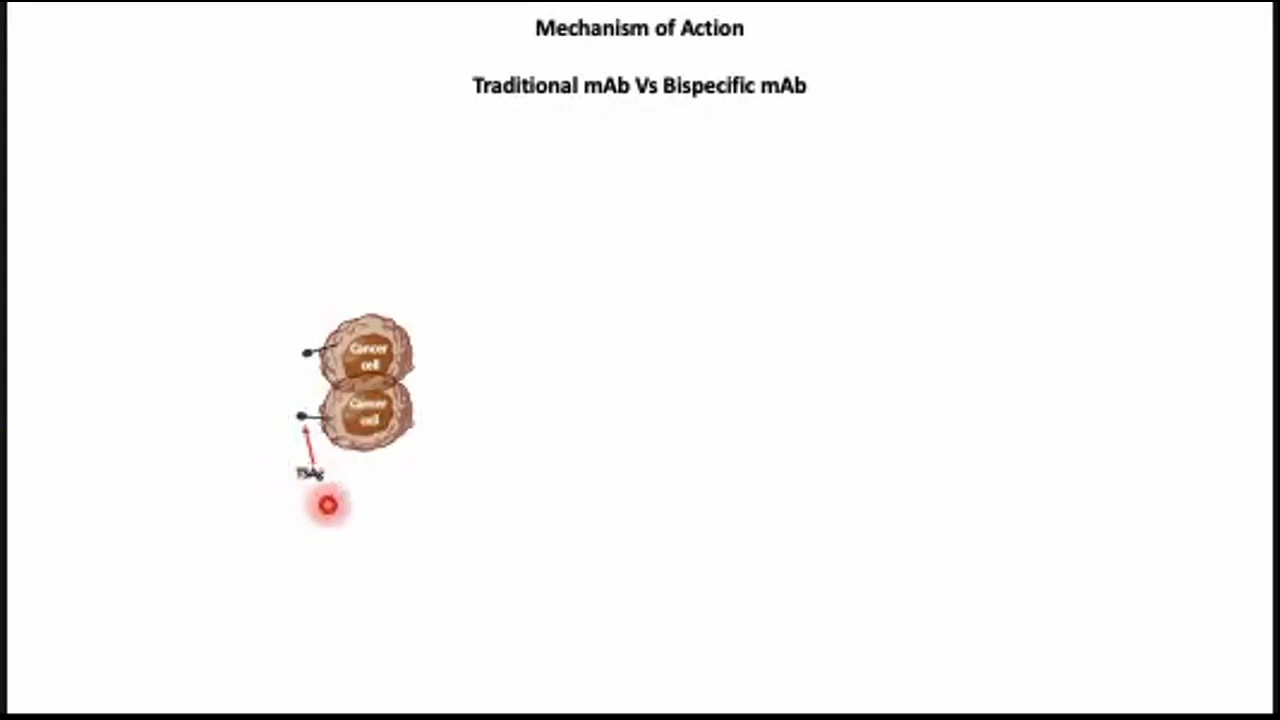 Mechanism of Action
Traditional mAb Vs Bispecific mAb
Cancer
cell
Cancer
cell
TSAg